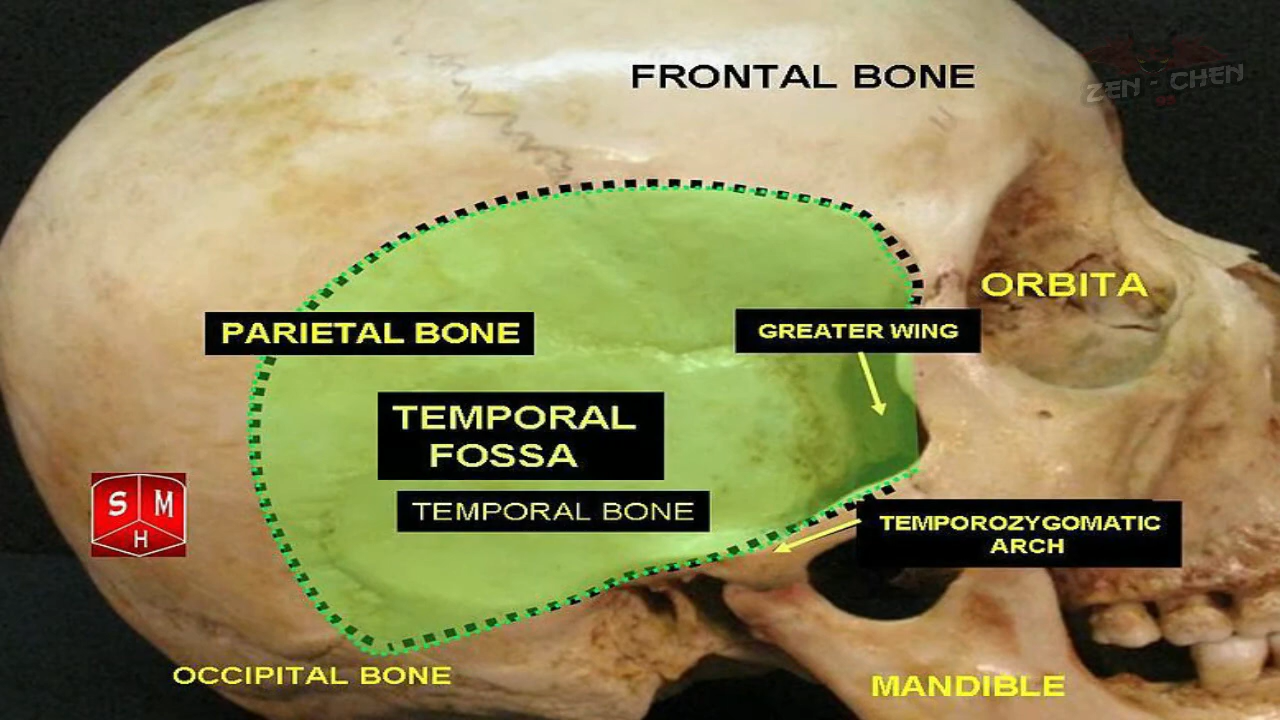 FRONTAL BONE
ZEN - CHEN
ORBITA
PARIETAL BONE
GREATER WING
TEMPORAL
FOSSA
TEMPORAL BONE
S M
H
TEMPOROZYGOMATIC
ARCH
OCCIPITAL BONE
MANDIBLE